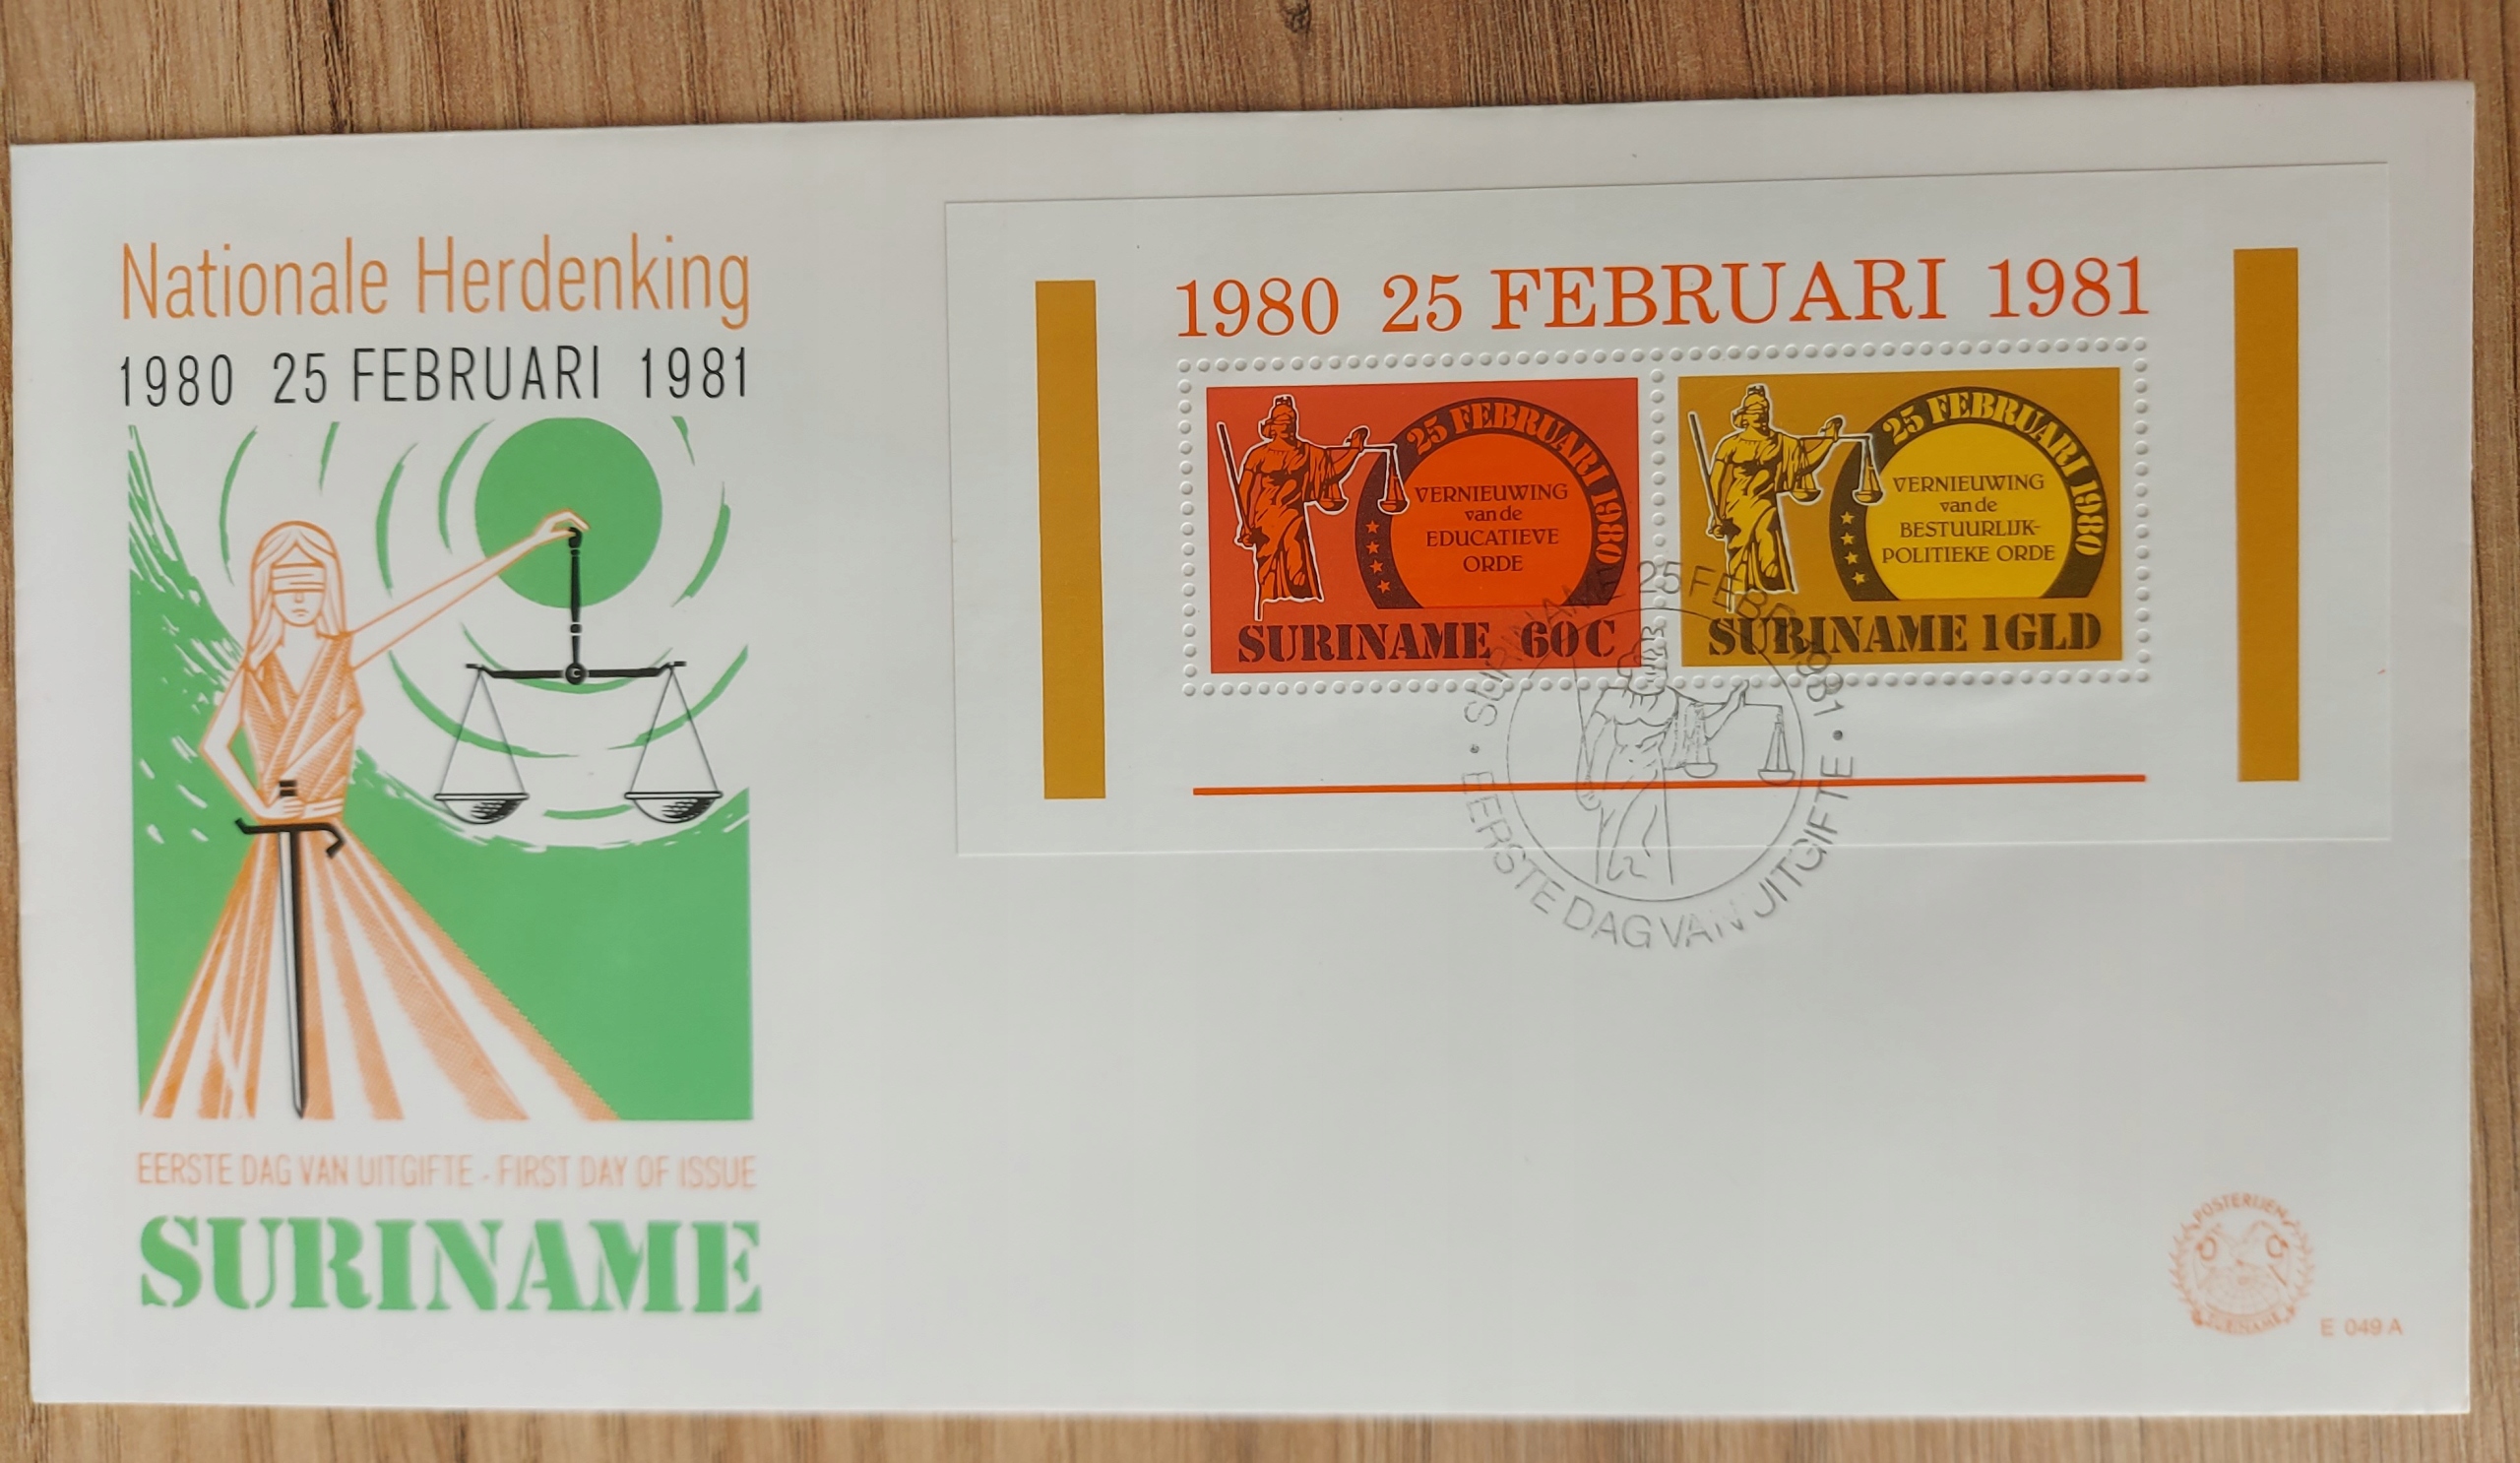 Nationale Herdenking
1980 25 FEBRUARI 1981
EERSTE DAG VAN UITGIFTE - FIRST DAY OF ISSUE
SURINAME
1980 25 FEBRUARI 1981
25 FEBRUARI 1980
VERNIEUWING
van de
EDUCATIEVE
ORDE
SURINAME 60C
25 FEBRUARI 1980
VERNIEUWING
van de
BESTUURLIJK-
POLITIEKE ORDE
SURINAME 1GLD
SURINAME 25 FEBR. 1981
EERSTE DAG VAN UITGIFTE
POSTERIJEN
SURINAME
E 049 A